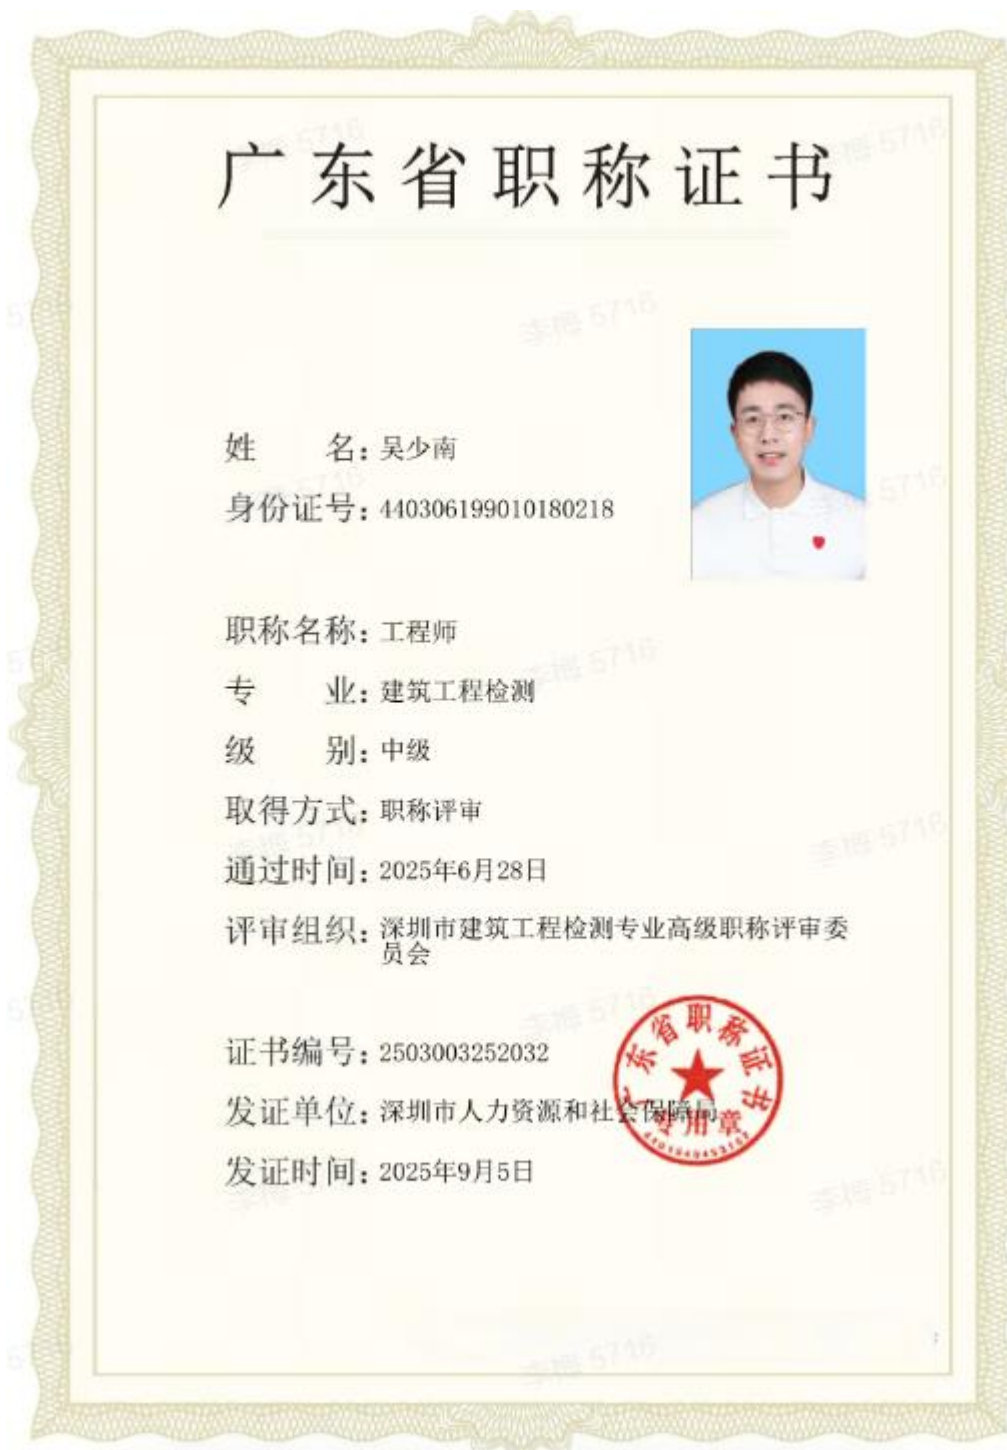 广东省职称证书
姓 名：吴少南
身份证号：440306199010180218
职称名称：工程师
专 业：建筑工程检测
级 别：中级
取得方式：职称评审
通过时间：2025年6月28日
评审组织：深圳市建筑工程检测专业高级职称评审委
员会
证书编号：2503003252032
发证单位：深圳市人力资源和社会保障局
发证时间：2025年9月5日
广东省职称证书
专用章